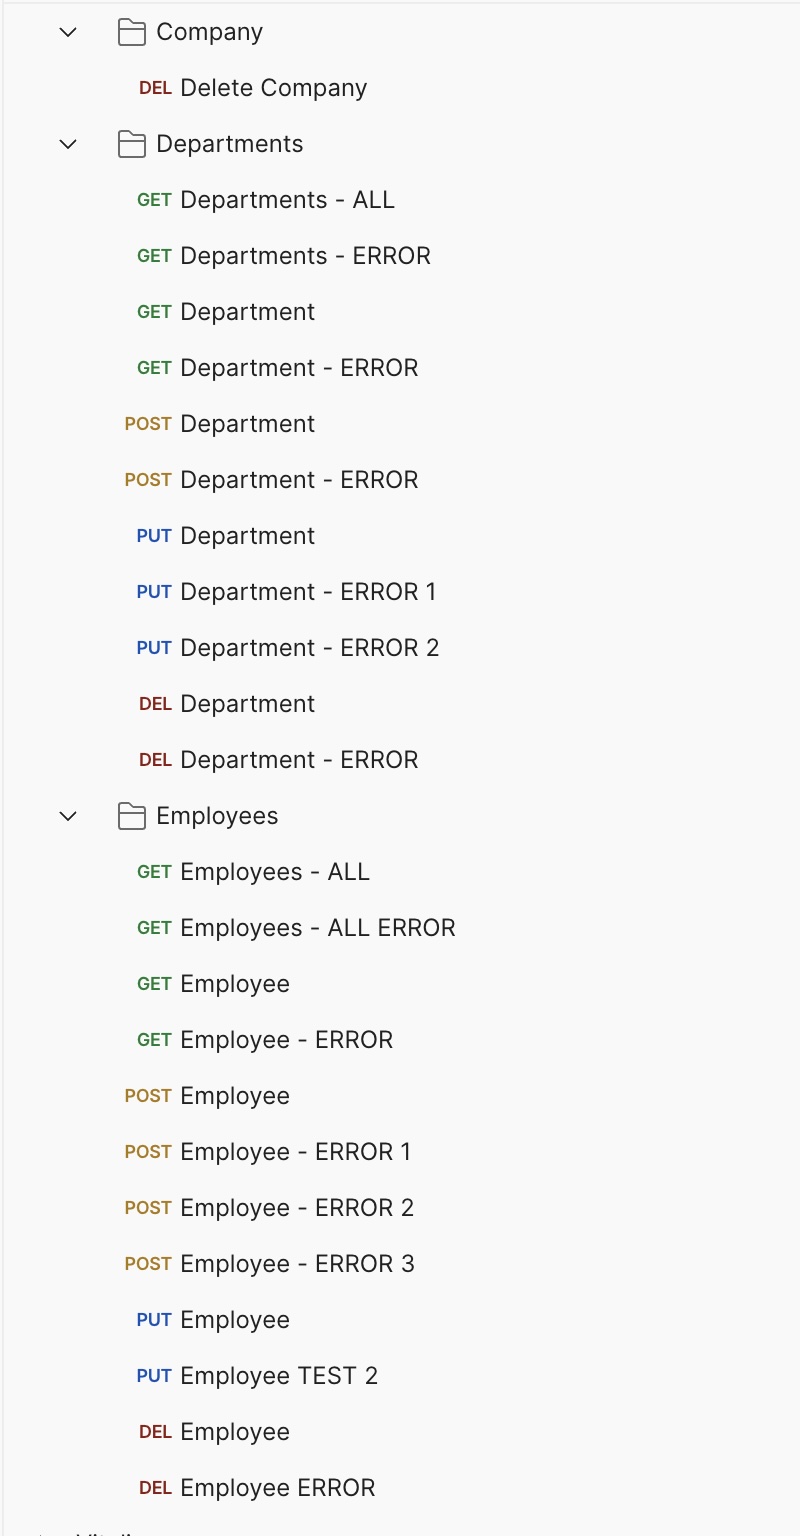 Company
DEL Delete Company
Departments
GET Departments - ALL
GET Departments - ERROR
GET Department
GET Department - ERROR
POST Department
POST Department - ERROR
PUT Department
PUT Department - ERROR 1
PUT Department - ERROR 2
DEL Department
DEL Department - ERROR
Employees
GET Employees - ALL
GET Employees - ALL ERROR
GET Employee
GET Employee - ERROR
POST Employee
POST Employee - ERROR 1
POST Employee - ERROR 2
POST Employee - ERROR 3
PUT Employee
PUT Employee TEST 2
DEL Employee
DEL Employee ERROR